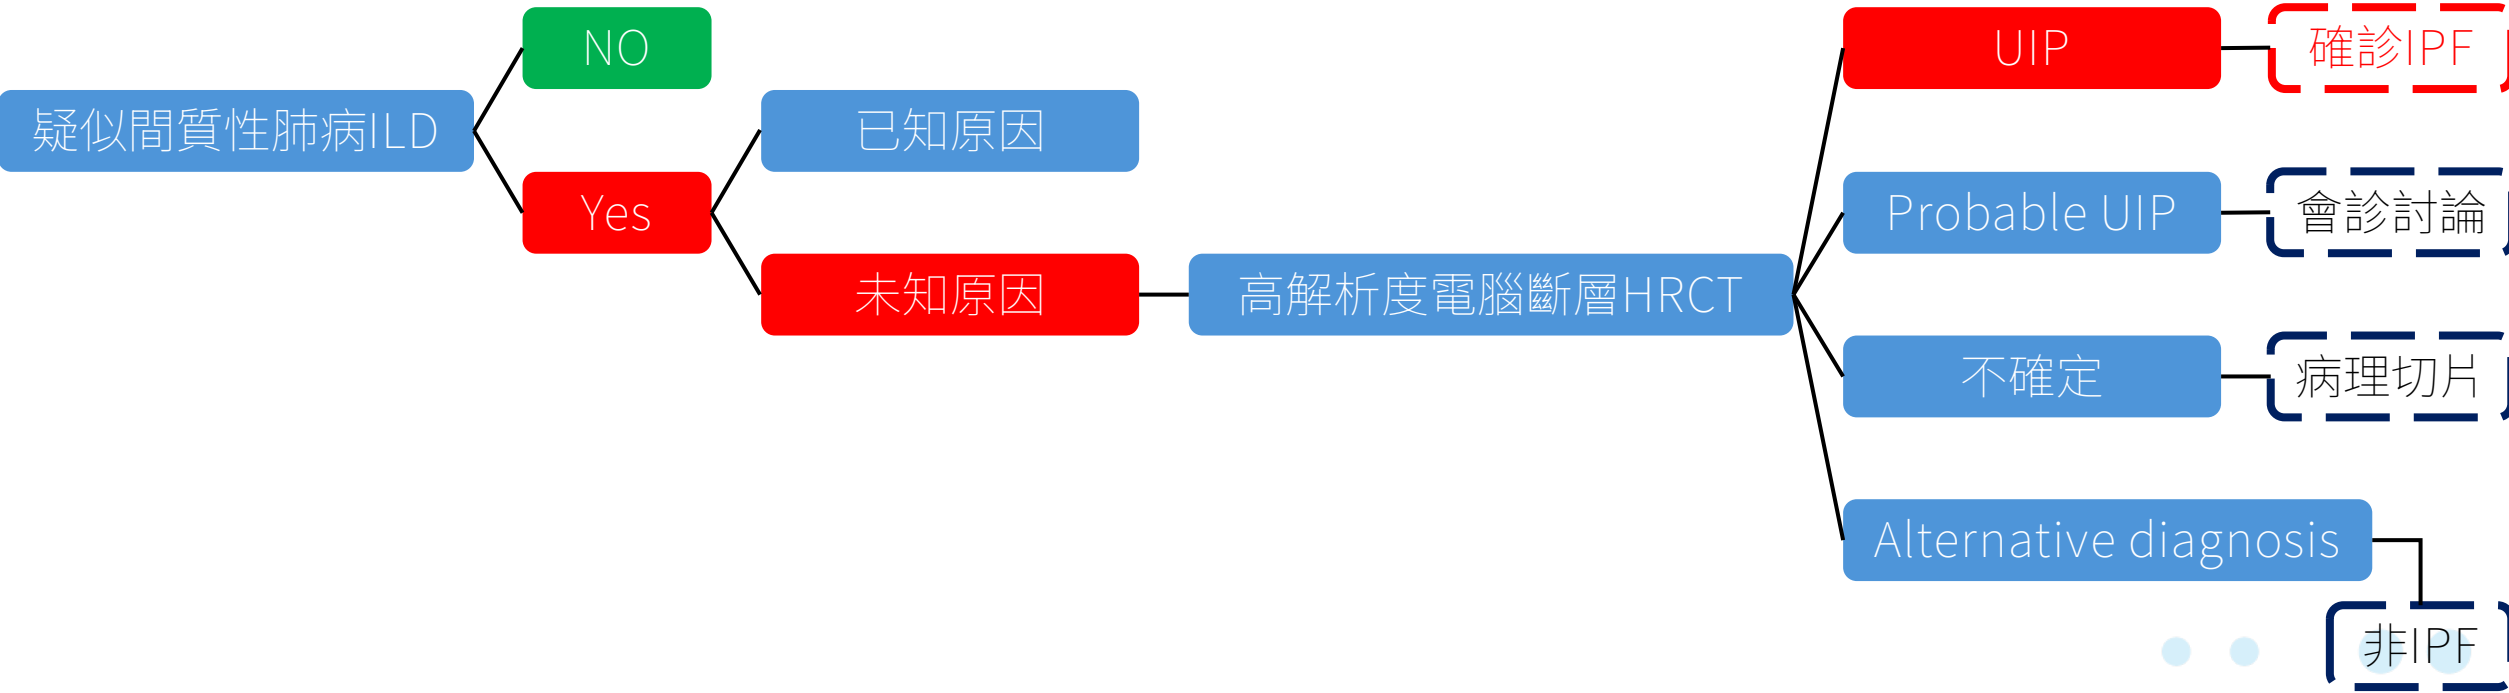 疑似間質性肺病ILD
NO
Yes
已知原因
未知原因
高解析度電腦斷層HRCT
UIP
確診IPF
Probable UIP
會診討論
不確定
病理切片
Alternative diagnosis
非IPF